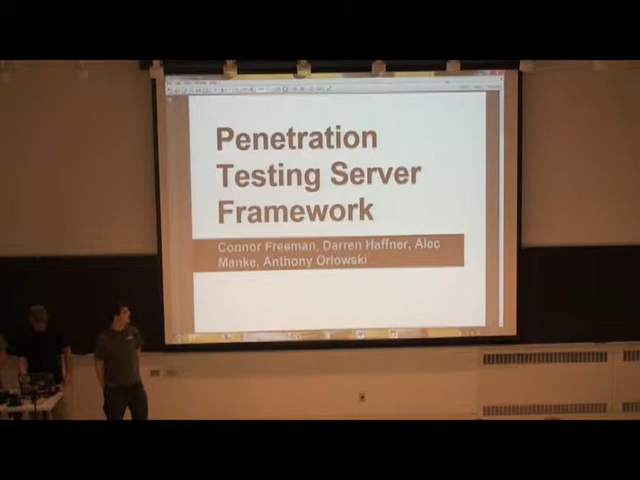 Penetration
Testing Server
Framework
Connor Freeman, Darren Haffner, Alec
Manke, Anthony Orlowski